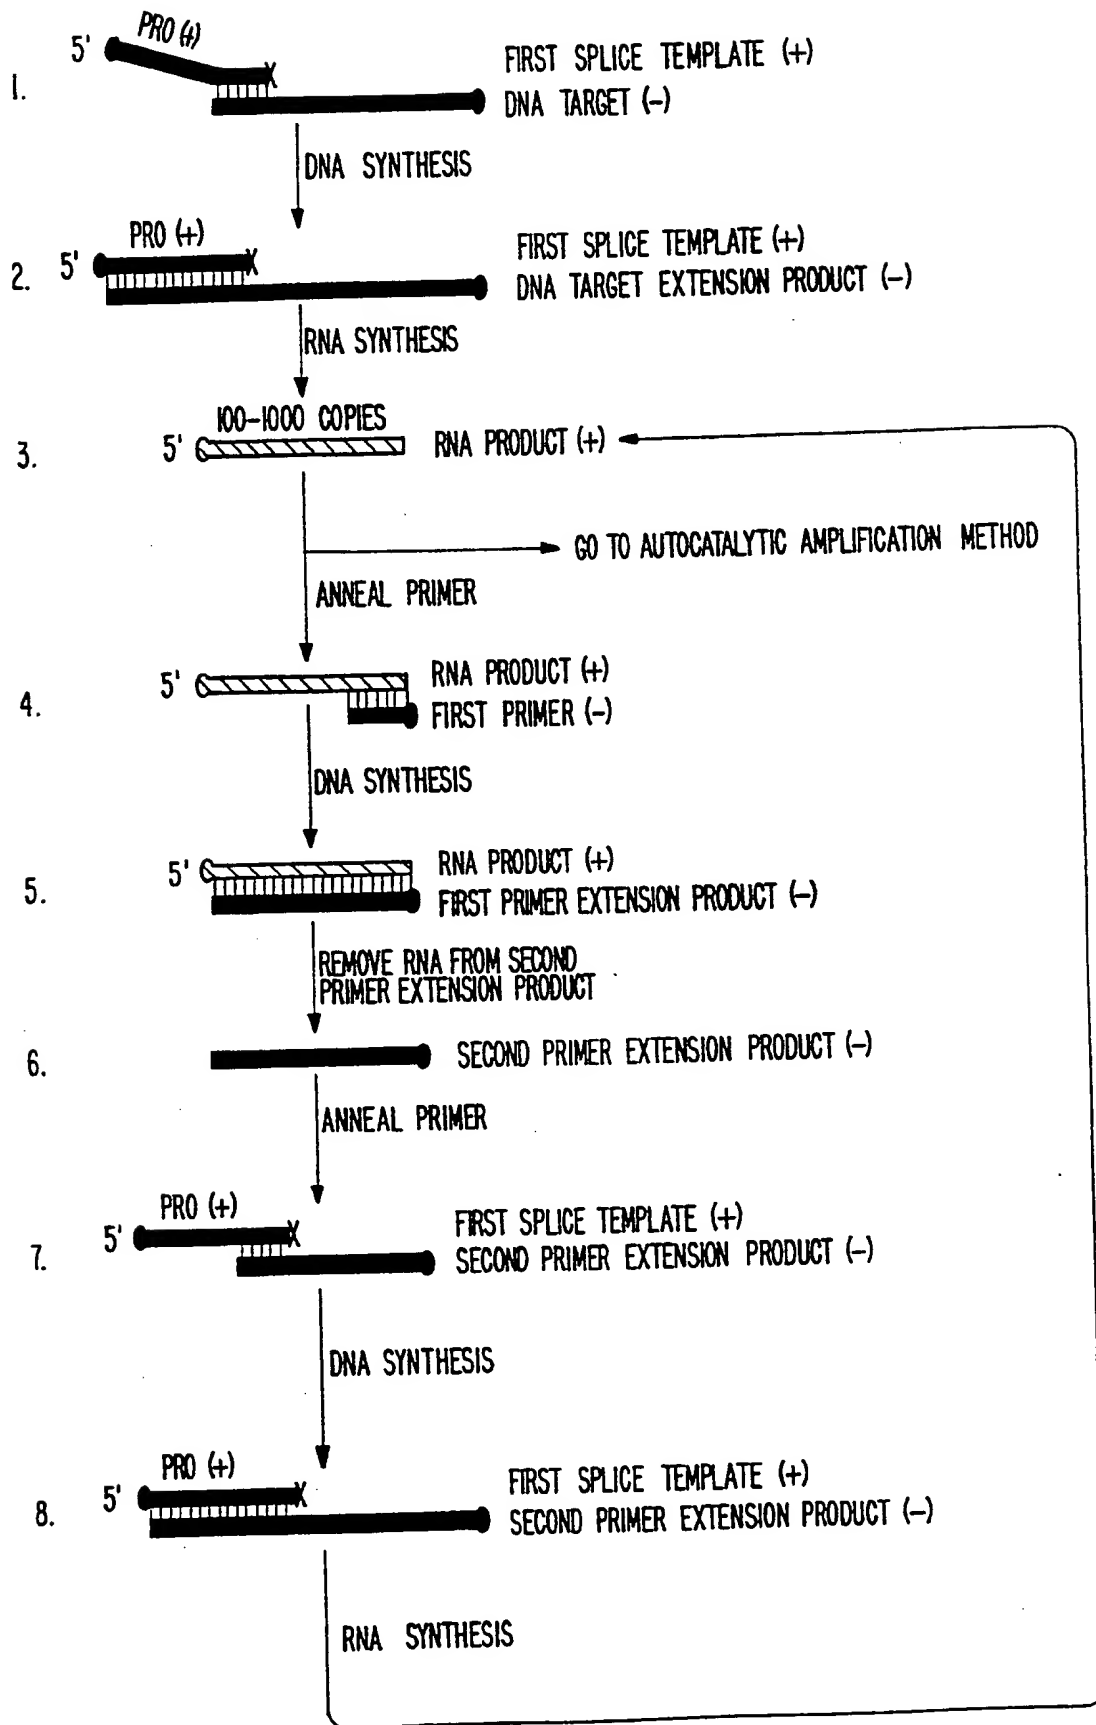 PRO (+)
5'
1.
X
FIRST SPLICE TEMPLATE (+)
DNA TARGET (-)
DNA SYNTHESIS
PRO (+)
5'
2.
X
FIRST SPLICE TEMPLATE (+)
DNA TARGET EXTENSION PRODUCT (-)
RNA SYNTHESIS
100-1000 COPIES
3.
5'
RNA PRODUCT (+)
GO TO AUTOCATALYTIC AMPLIFICATION METHOD
ANNEAL PRIMER
4.
5'
RNA PRODUCT (+)
FIRST PRIMER (-)
DNA SYNTHESIS
5.
5'
RNA PRODUCT (+)
FIRST PRIMER EXTENSION PRODUCT (-)
REMOVE RNA FROM SECOND
PRIMER EXTENSION PRODUCT
6.
SECOND PRIMER EXTENSION PRODUCT (-)
ANNEAL PRIMER
PRO (+)
7.
5'
X
FIRST SPLICE TEMPLATE (+)
SECOND PRIMER EXTENSION PRODUCT (-)
DNA SYNTHESIS
PRO (+)
8.
5'
X
FIRST SPLICE TEMPLATE (+)
SECOND PRIMER EXTENSION PRODUCT (-)
RNA SYNTHESIS